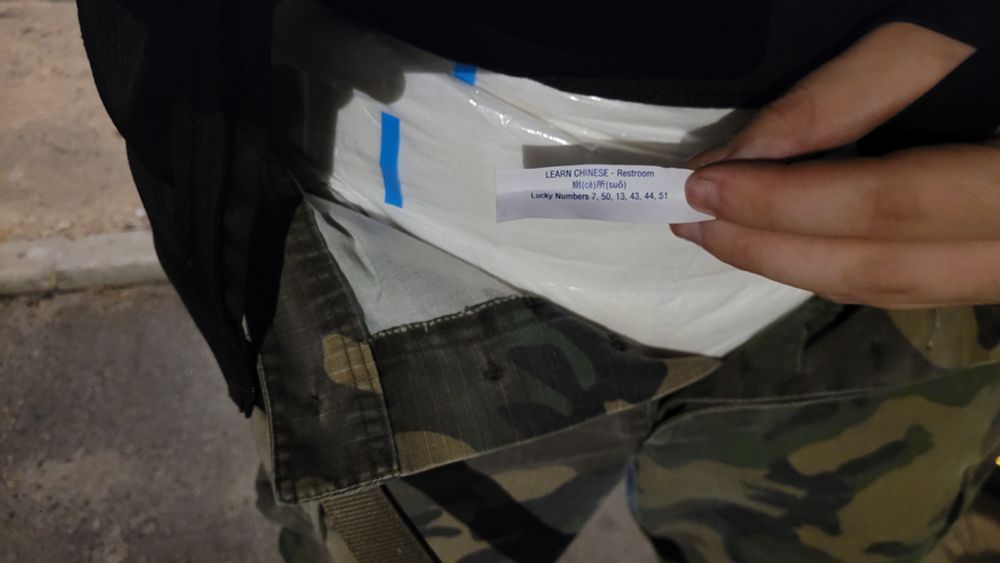 LEARN CHINESE - Restroom
厕(cè)所(suǒ)
Lucky Numbers 7, 50, 13, 43, 44, 51